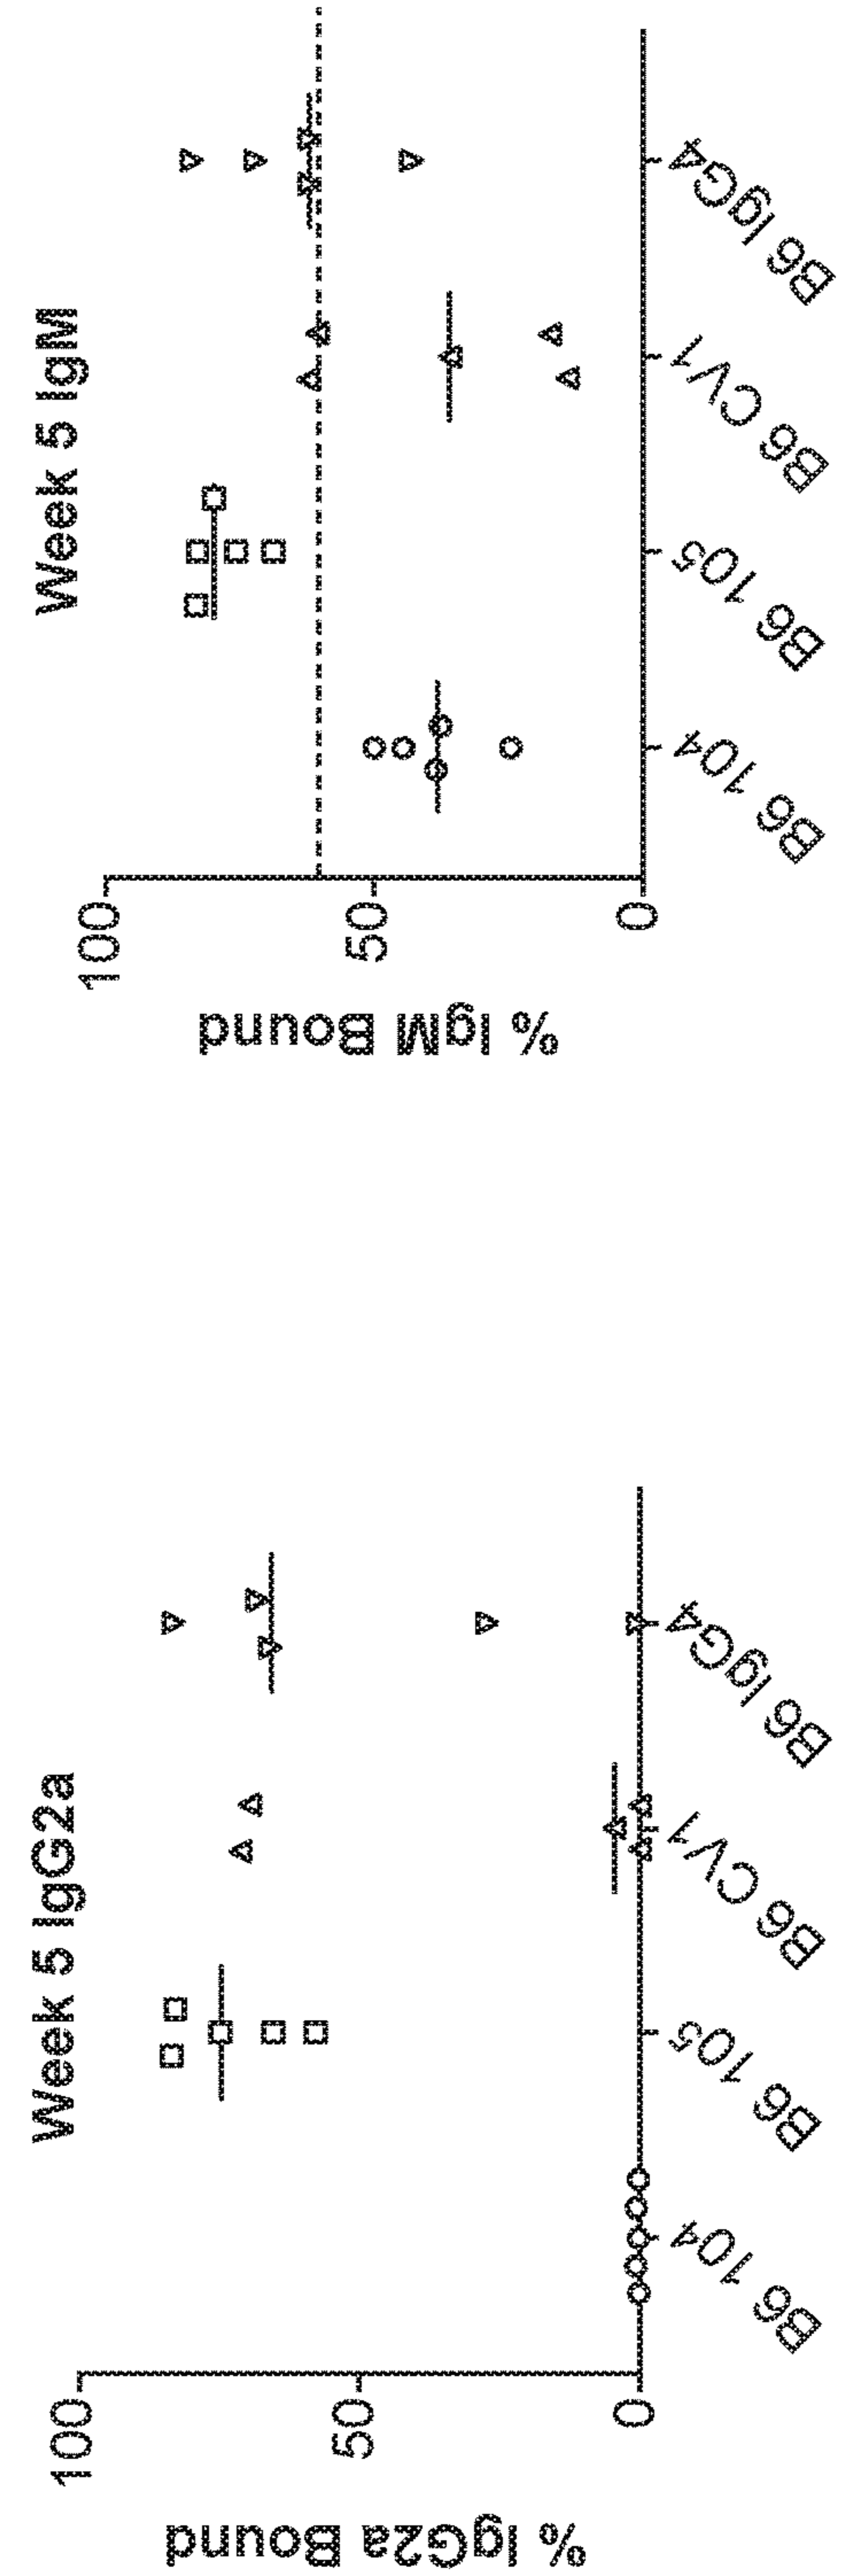 Week 5 IgG2a
% IgG2a Bound
100
50
0
B6 104
B6 105
B6 CV1
B6 IgG4
Week 5 IgM
% IgM Bound
100
50
0
B6 104
B6 105
B6 CV1
B6 IgG4